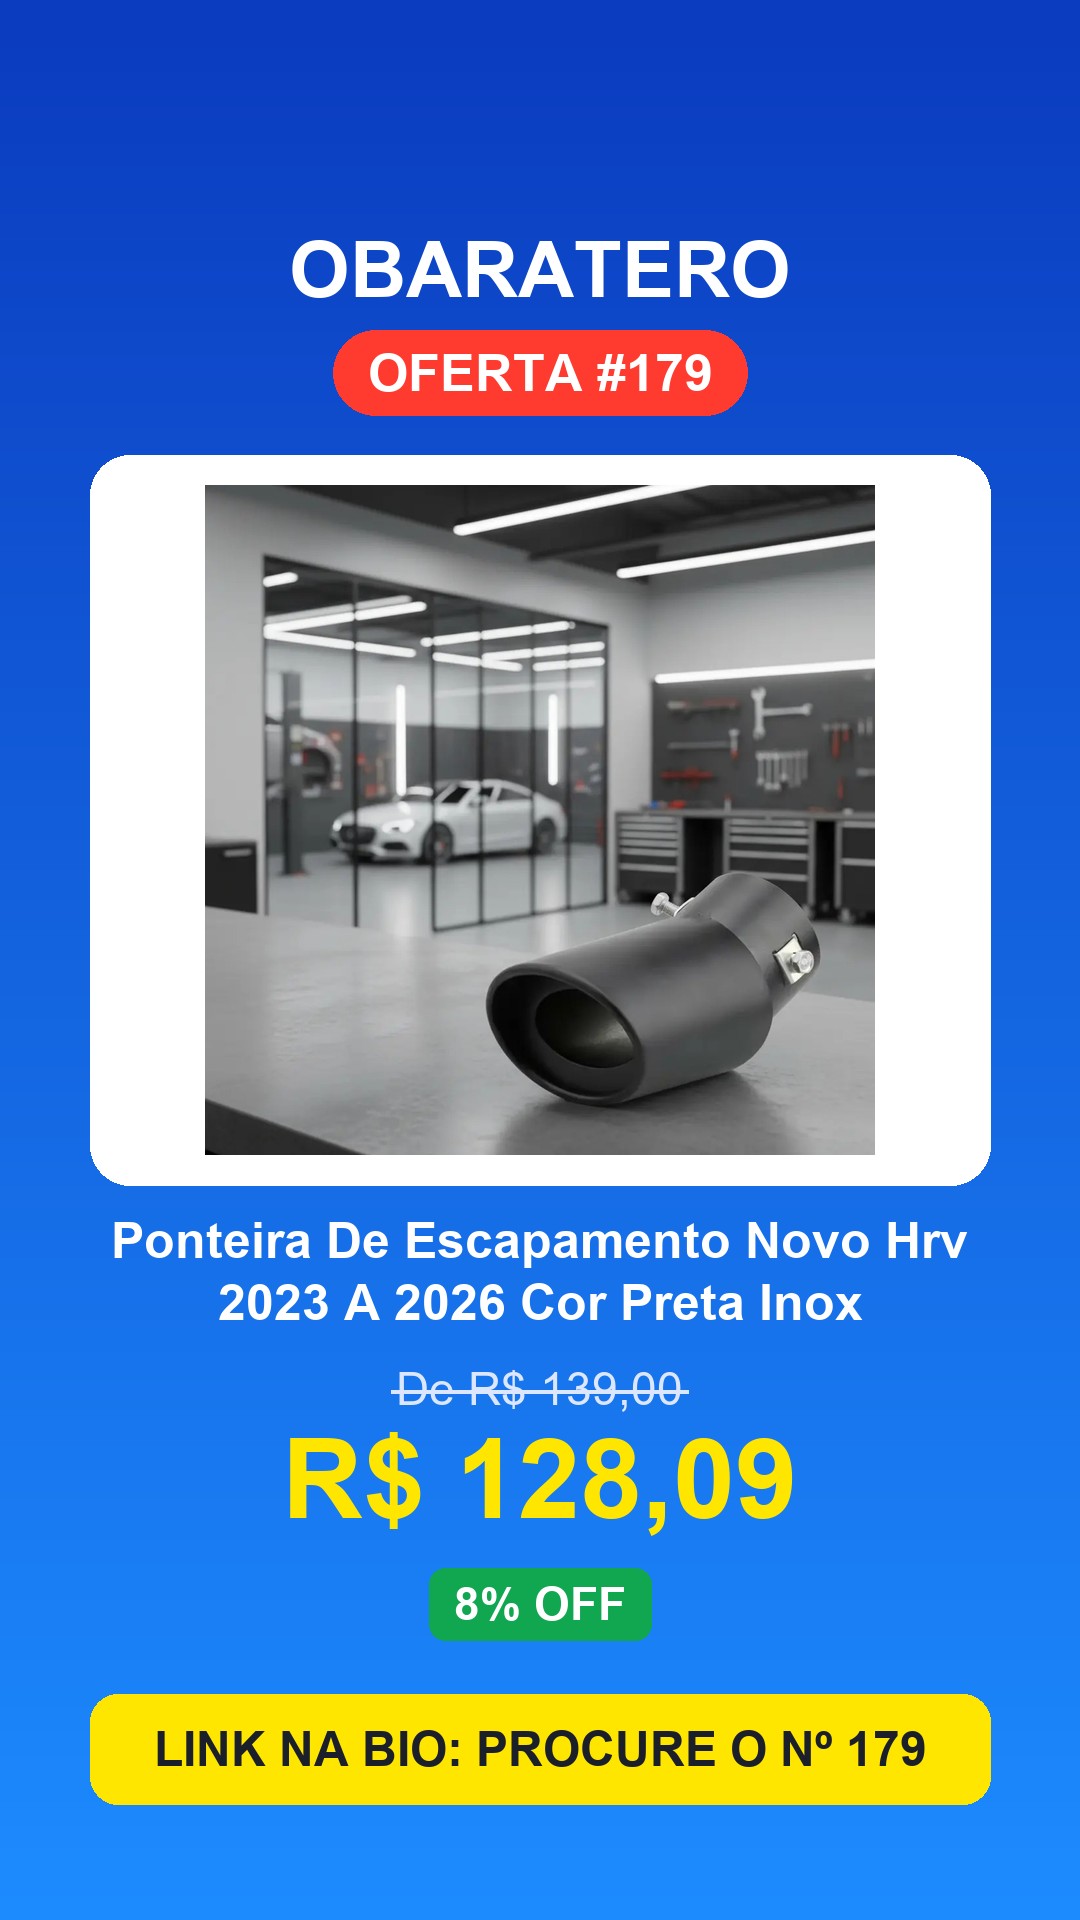 OBARATERO
OFERTA #179
Ponteira De Escapamento Novo Hrv
2023 A 2026 Cor Preta Inox
De R$ 139,00
R$ 128,09
8% OFF
LINK NA BIO: PROCURE O Nº 179